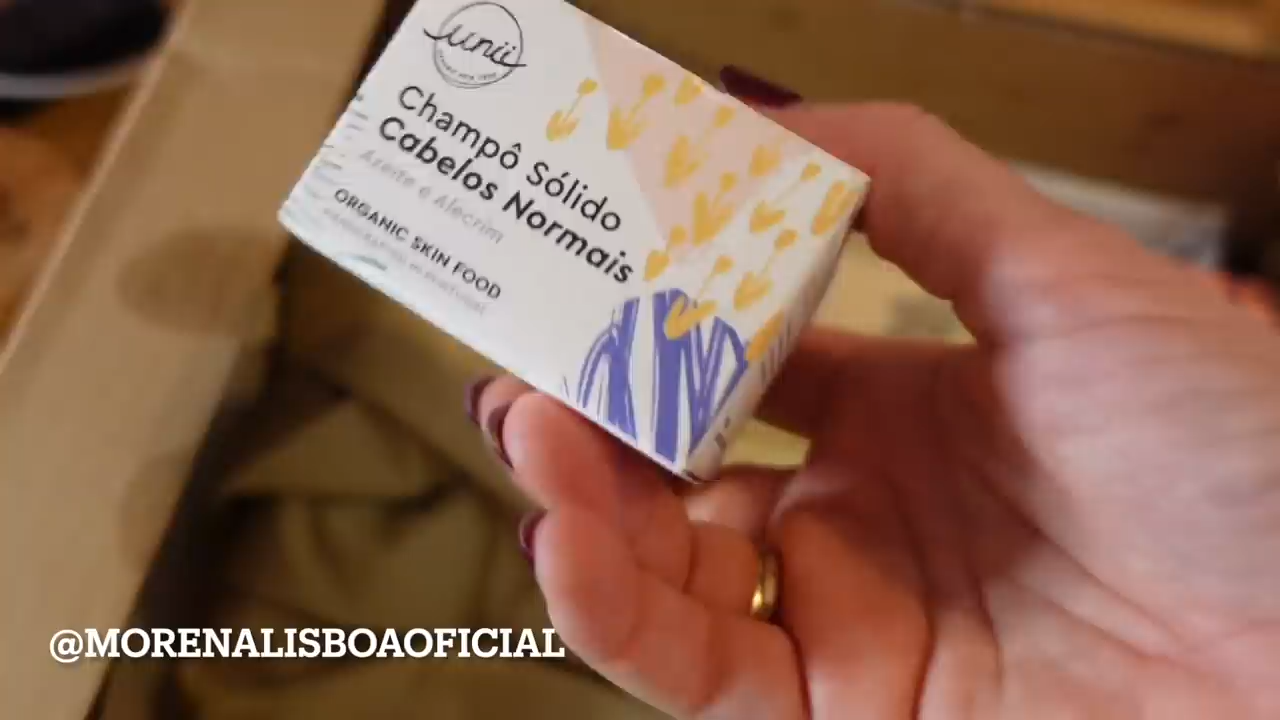 unii
Champô Sólido
Cabelos Normais
Azeite e Alecrim
ORGANIC SKIN FOOD
@MORENALISBOAOFICIAL